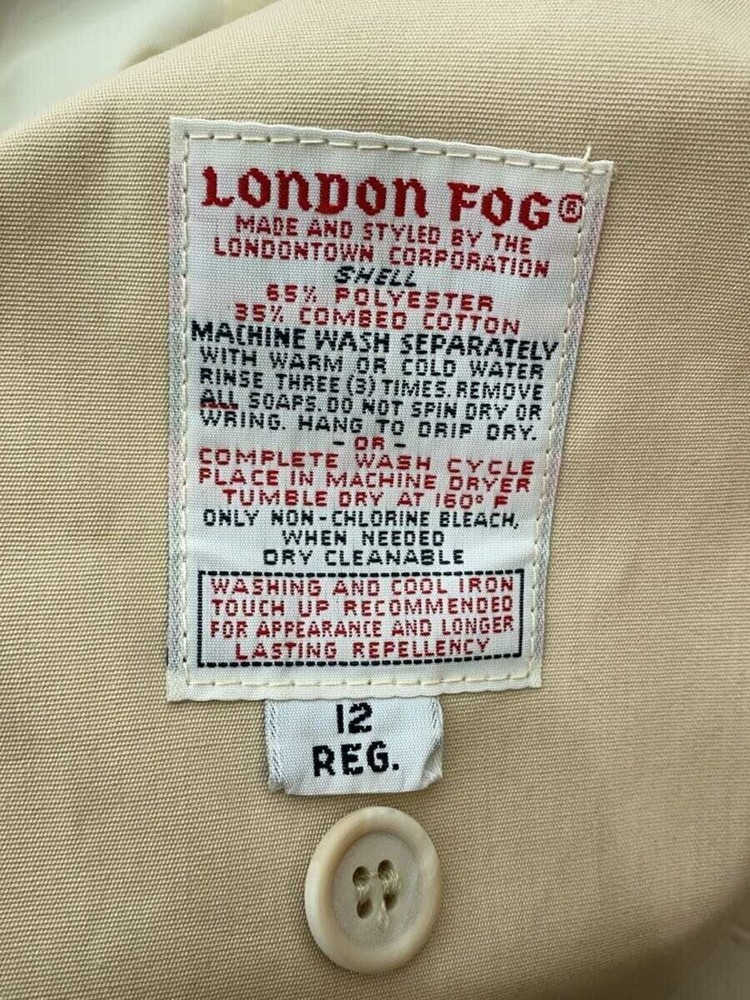 LONDON FOG®
MADE AND STYLED BY THE
LONDONTOWN CORPORATION
SHELL
65% POLYESTER
35% COMBED COTTON
MACHINE WASH SEPARATELY
WITH WARM OR COLD WATER
RINSE THREE (3) TIMES. REMOVE
ALL SOAPS. DO NOT SPIN DRY OR
WRING. HANG TO DRIP DRY.
- OR -
COMPLETE WASH CYCLE
PLACE IN MACHINE DRYER
TUMBLE DRY AT 160° F
ONLY NON-CHLORINE BLEACH,
WHEN NEEDED
DRY CLEANABLE
WASHING AND COOL IRON
TOUCH UP RECOMMENDED
FOR APPEARANCE AND LONGER
LASTING REPELLENCY
12
REG.